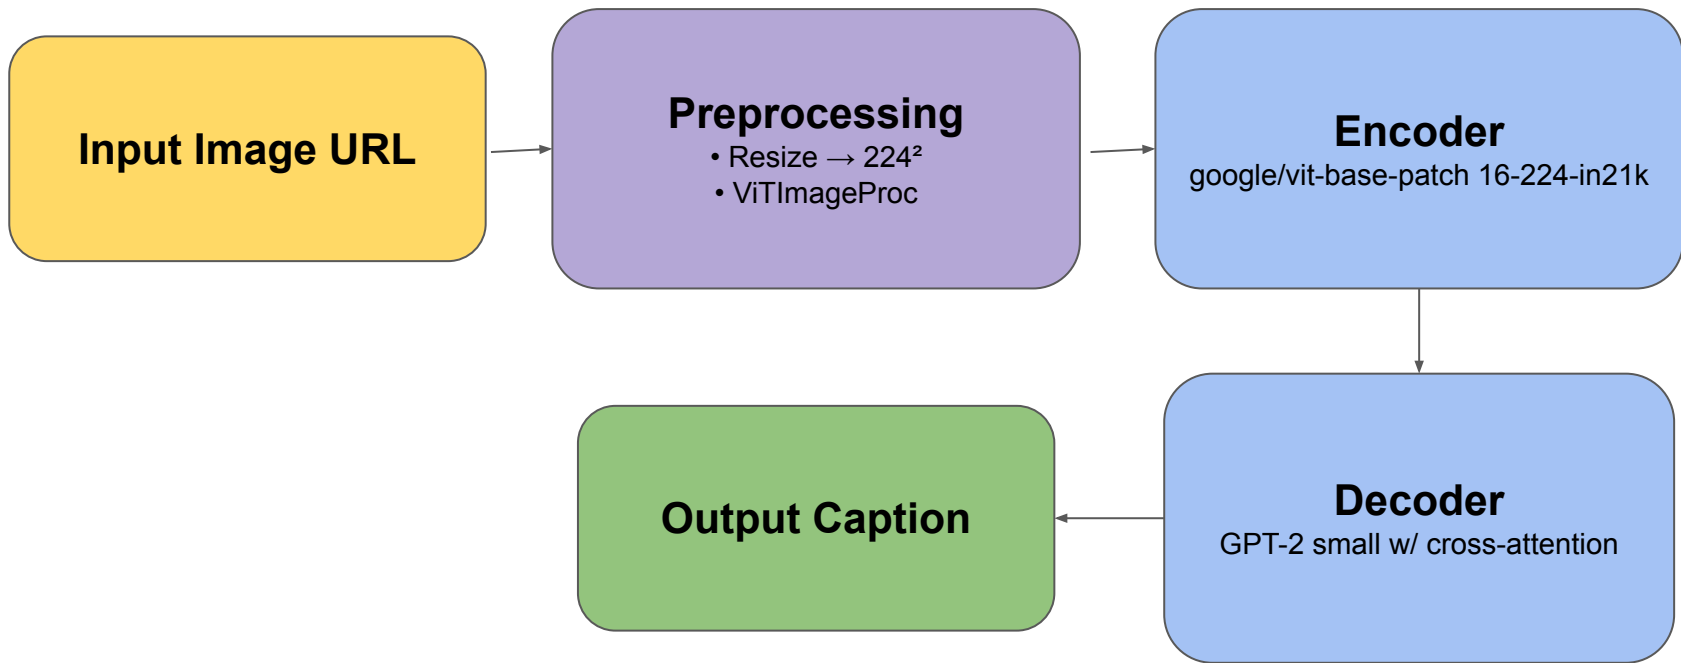 Input Image URL
Preprocessing
• Resize → 224²
• ViTImageProc
Encoder
google/vit-base-patch 16-224-in21k
Decoder
GPT-2 small w/ cross-attention
Output Caption